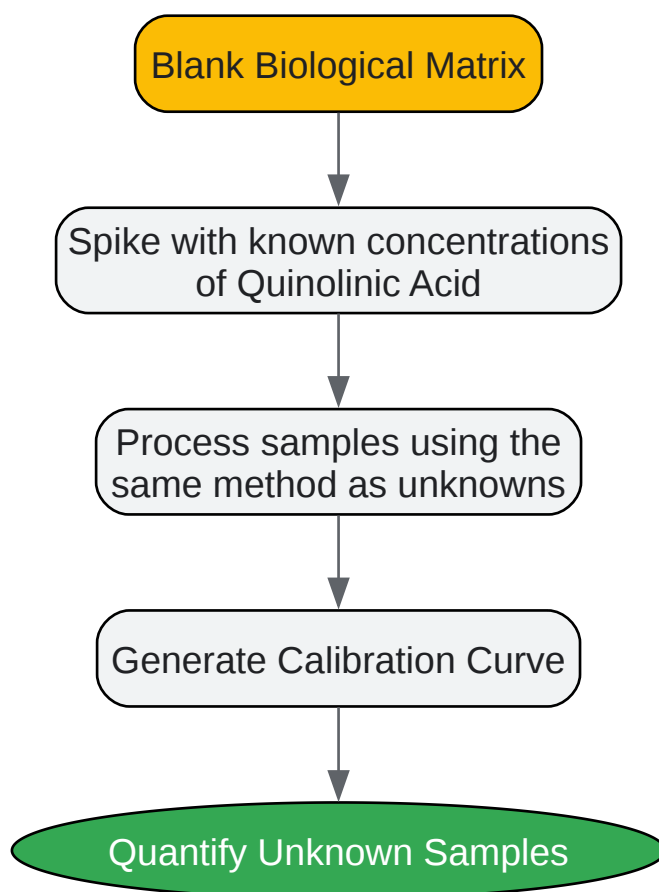 Blank Biological Matrix
Spike with known concentrations
of Quinolinic Acid
Process samples using the
same method as unknowns
Generate Calibration Curve
Quantify Unknown Samples